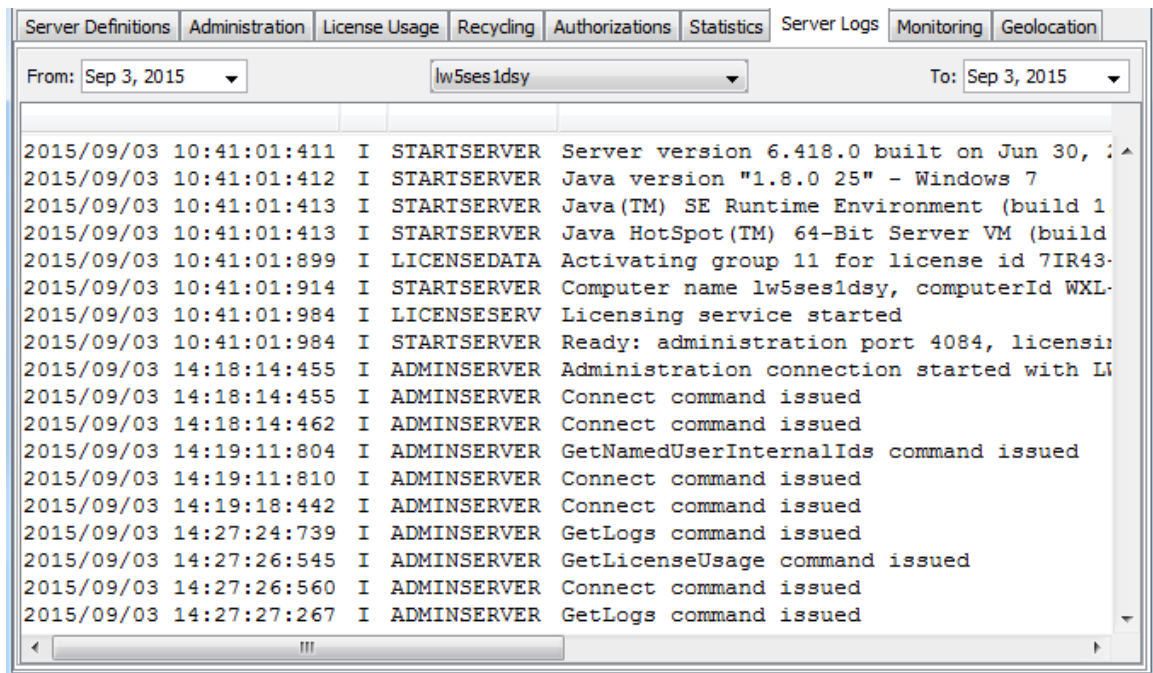 Server Definitions Administration License Usage Recycling Authorizations Statistics Server Logs Monitoring Geolocation
From: Sep 3, 2015 lw5ses1dsy To: Sep 3, 2015
2015/09/03 10:41:01:411 I STARTSERVER Server version 6.418.0 built on Jun 30,
2015/09/03 10:41:01:412 I STARTSERVER Java version "1.8.0 25" - Windows 7
2015/09/03 10:41:01:413 I STARTSERVER Java(TM) SE Runtime Environment (build 1
2015/09/03 10:41:01:413 I STARTSERVER Java HotSpot(TM) 64-Bit Server VM (build
2015/09/03 10:41:01:899 I LICENSEDATA Activating group 11 for license id 7IR43-
2015/09/03 10:41:01:914 I STARTSERVER Computer name lw5ses1dsy, computerId WXL-
2015/09/03 10:41:01:984 I LICENSESERV Licensing service started
2015/09/03 10:41:01:984 I STARTSERVER Ready: administration port 4084,
2015/09/03 14:18:14:455 I ADMINSERVER Administration connection started with
2015/09/03 14:18:14:455 I ADMINSERVER Connect command issued
2015/09/03 14:18:14:462 I ADMINSERVER Connect command issued
2015/09/03 14:19:11:804 I ADMINSERVER GetNamedUserInternalIds command issued
2015/09/03 14:19:11:810 I ADMINSERVER Connect command issued
2015/09/03 14:19:18:442 I ADMINSERVER Connect command issued
2015/09/03 14:27:24:739 I ADMINSERVER GetLogs command issued
2015/09/03 14:27:26:545 I ADMINSERVER GetLicenseUsage command issued
2015/09/03 14:27:26:560 I ADMINSERVER Connect command issued
2015/09/03 14:27:27:267 I ADMINSERVER GetLogs command issued